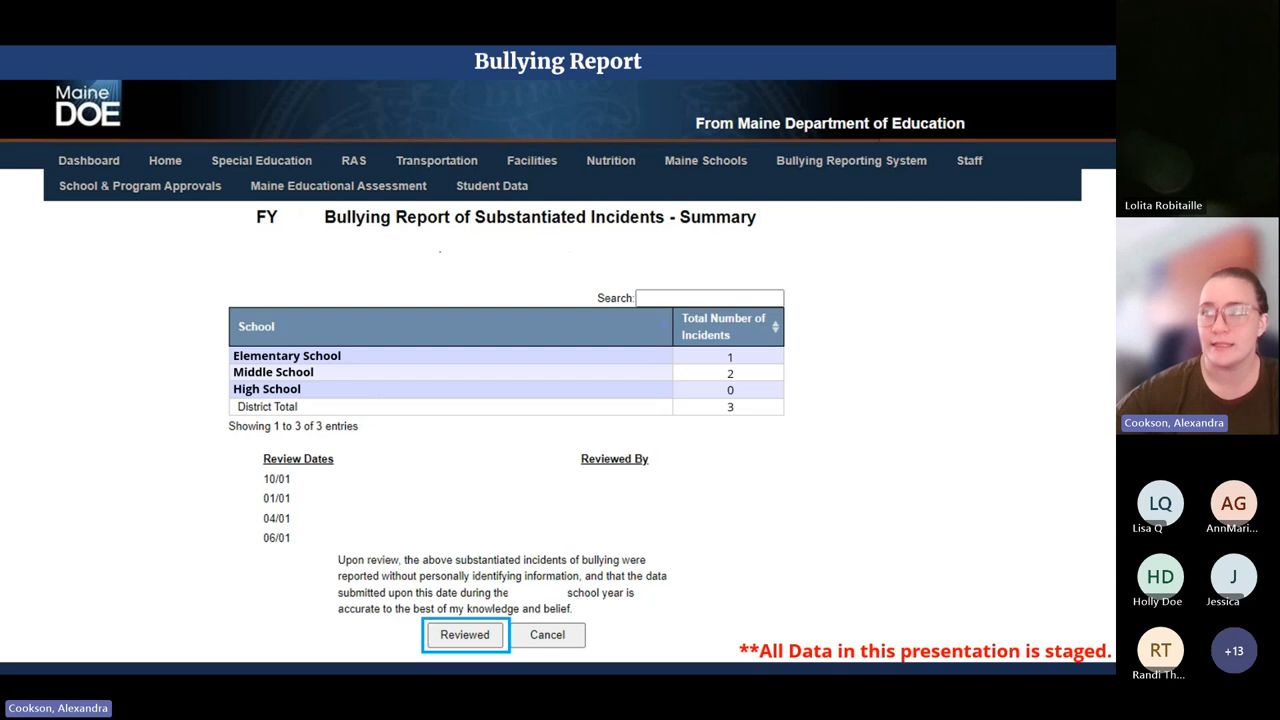 Bullying Report
Maine
DOE
From Maine Department of Education
Dashboard Home Special Education RAS Transportation Facilities Nutrition Maine Schools Bullying Reporting System Staff
School & Program Approvals Maine Educational Assessment Student Data
FY Bullying Report of Substantiated Incidents - Summary
Search:
School Total Number of
Incidents
Elementary School 1
Middle School 2
High School 0
District Total 3
Showing 1 to 3 of 3 entries
Review Dates Reviewed By
10/01
01/01
04/01
06/01
Upon review, the above substantiated incidents of bullying were
reported without personally identifying information, and that the data
submitted upon this date during the school year is
accurate to the best of my knowledge and belief.
Reviewed Cancel
**All Data in this presentation is staged.
Cookson, Alexandra
Lolita Robitaille
Cookson, Alexandra
LQ AG
Lisa Q AnnMari...
HD J
Holly Doe Jessica
RT +13
Randi Th...